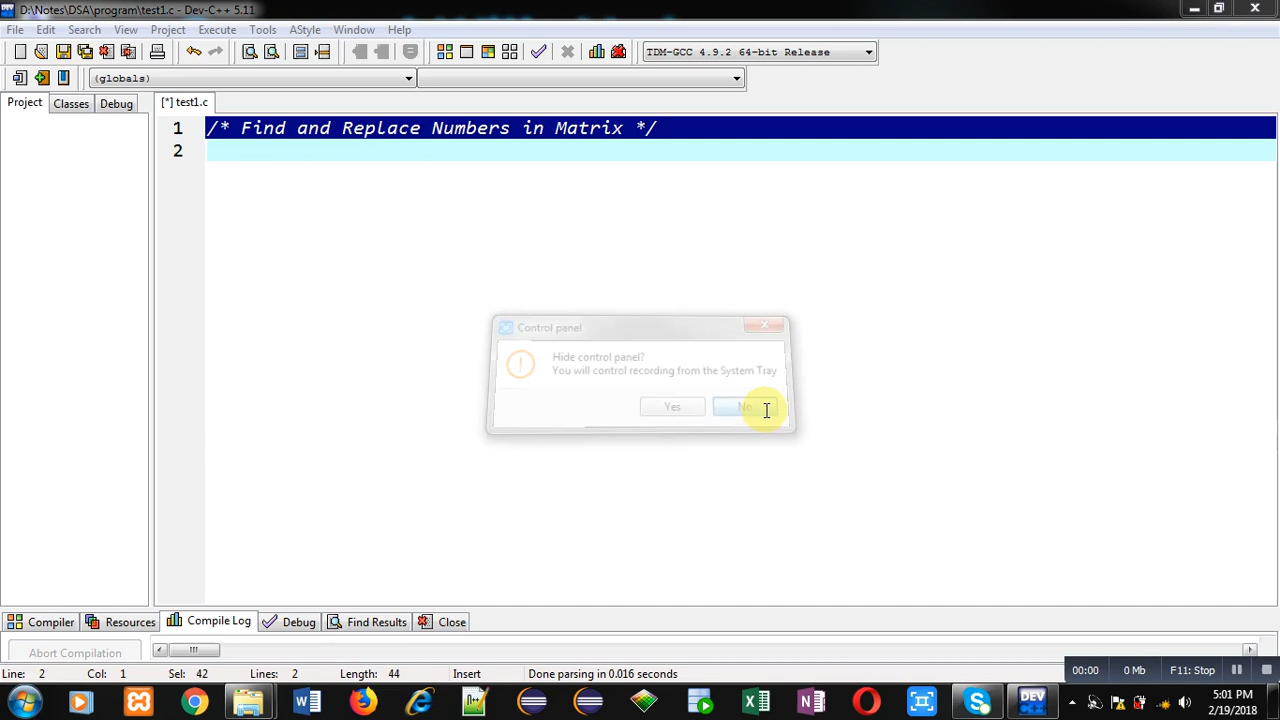 D:\Notes\DSA\program\test1.c - Dev-C++ 5.11
File Edit Search View Project Execute Tools AStyle Window Help
TDM-GCC 4.9.2 64-bit Release
(globals)
Project Classes Debug [*] test1.c
1 /* Find and Replace Numbers in Matrix */
2
Control panel
Hide control panel?
You will control recording from the System Tray
Yes No
Compiler Resources Compile Log Debug Find Results Close
Abort Compilation
Line: 2 Col: 1 Sel: 42 Lines: 2 Length: 44 Insert Done parsing in 0.016 seconds
00:00 0 Mb F11: Stop
5:01 PM
2/19/2018